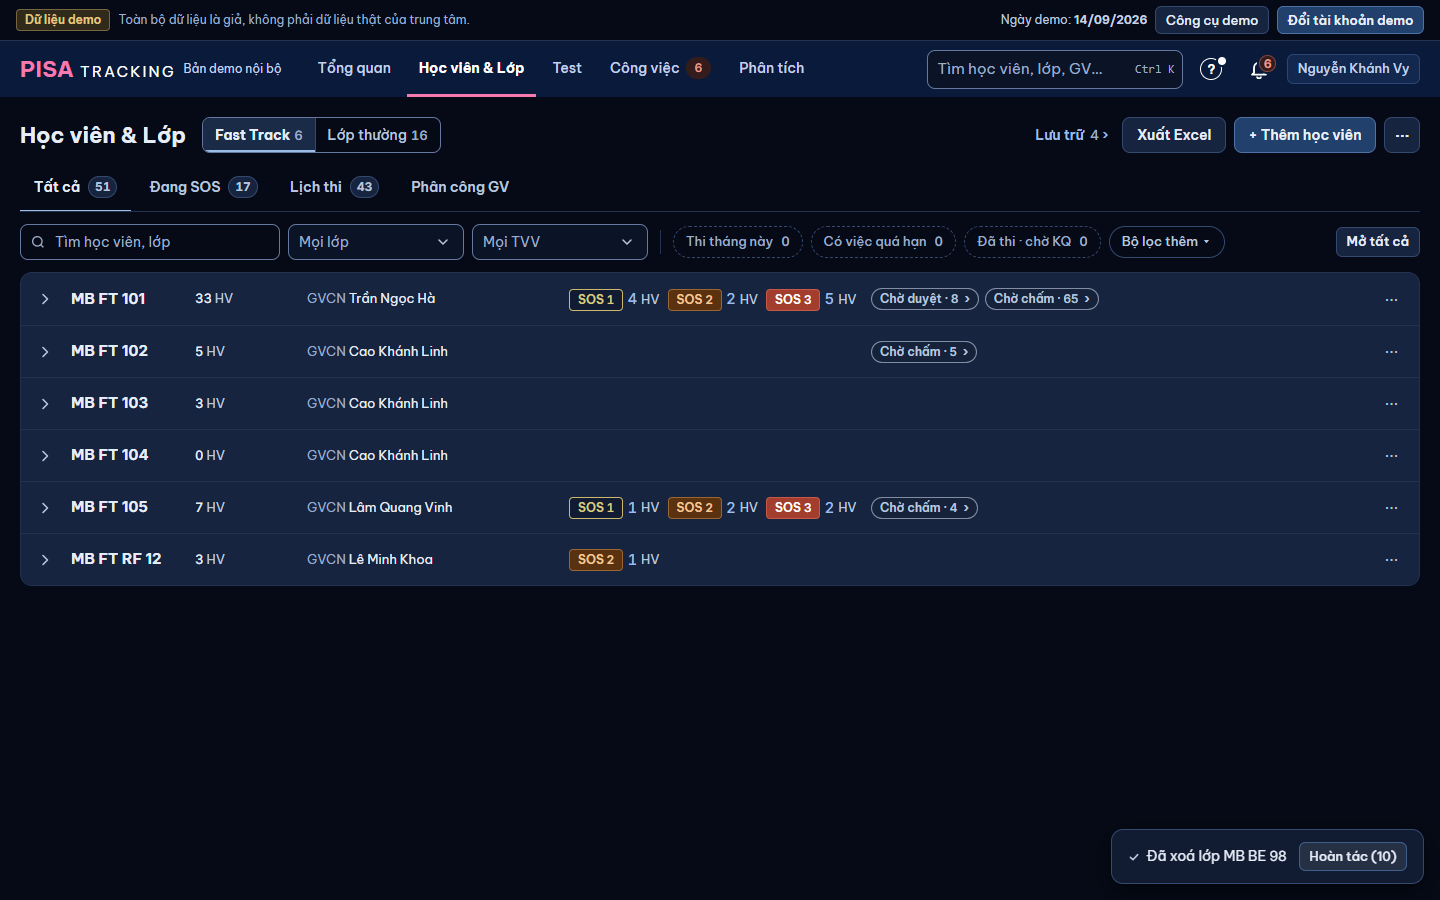 Dữ liệu demo Toàn bộ dữ liệu là giả, không phải dữ liệu thật của trung tâm. Ngày demo: 14/09/2026 Công cụ demo Đổi tài khoản demo
PISA TRACKING Bản demo nội bộ Tổng quan Học viên & Lớp Test Công việc 6 Phân tích Tìm học viên, lớp, GV... Ctrl K ? 6 Nguyễn Khánh Vy
Học viên & Lớp Fast Track 6 Lớp thường 16 Lưu trữ 4 › Xuất Excel + Thêm học viên ···
Tất cả 51 Đang SOS 17 Lịch thi 43 Phân công GV
Tìm học viên, lớp Mọi lớp Mọi TVV Thi tháng này 0 Có việc quá hạn 0 Đã thi · chờ KQ 0 Bộ lọc thêm Mở tất cả
MB FT 101 33 HV GVCN Trần Ngọc Hà SOS 1 4 HV SOS 2 2 HV SOS 3 5 HV Chờ duyệt · 8 › Chờ chấm · 65 › ···
MB FT 102 5 HV GVCN Cao Khánh Linh Chờ chấm · 5 › ···
MB FT 103 3 HV GVCN Cao Khánh Linh ···
MB FT 104 0 HV GVCN Cao Khánh Linh ···
MB FT 105 7 HV GVCN Lâm Quang Vinh SOS 1 1 HV SOS 2 2 HV SOS 3 2 HV Chờ chấm · 4 › ···
MB FT RF 12 3 HV GVCN Lê Minh Khoa SOS 2 1 HV ···
Đã xoá lớp MB BE 98 Hoàn tác (10)